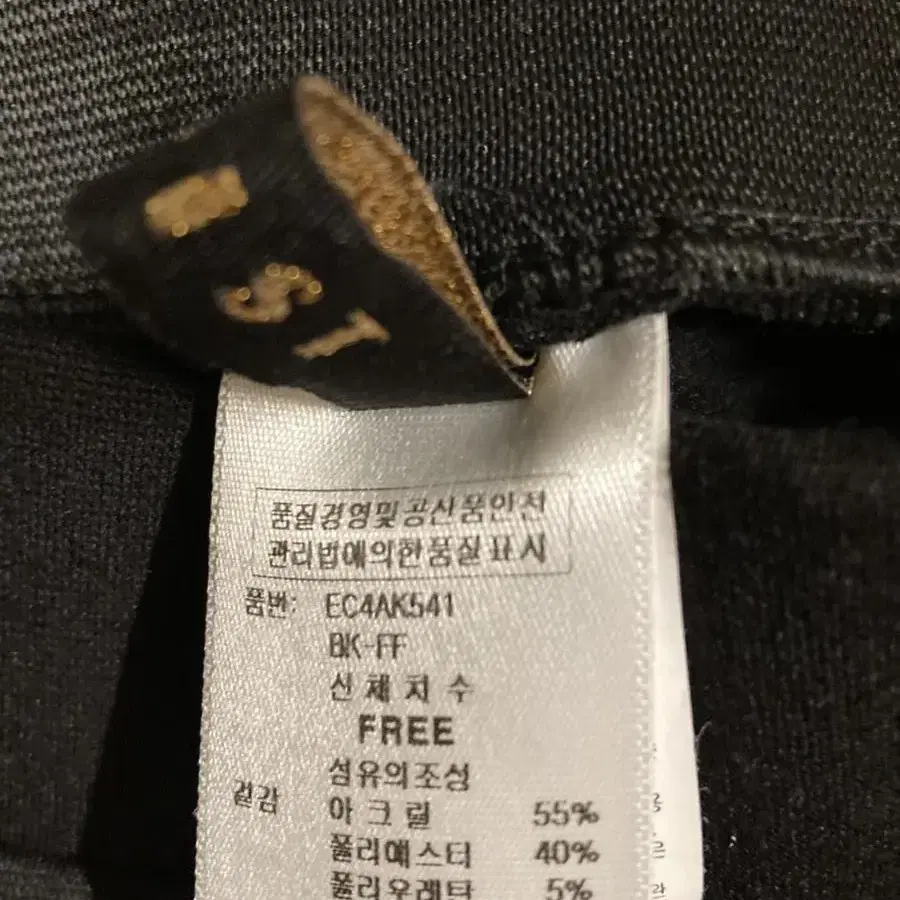 ST
품질경영및공산품안전
관리법에의한품질표시
품번: EC4AK541
BK-FF
신체치수
FREE
섬유의조성
겉감 아크릴 55%
폴리에스터 40%
폴리우레탄 5%